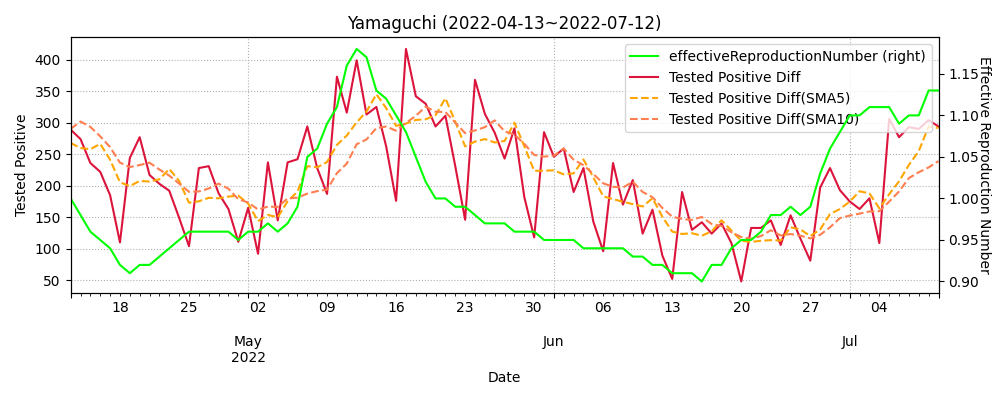 Yamaguchi (2022-04-13~2022-07-12)
effectiveReproductionNumber (right)
Tested Positive Diff
Tested Positive Diff(SMA5)
Tested Positive Diff(SMA10)
Tested Positive
400
350
300
250
200
150
100
50
1.15
1.10
1.05
1.00
0.95
0.90
Effective Reproduction Number
18 25 02 09 16 23 30 06 13 20 27 04
May Jun Jul
2022
Date